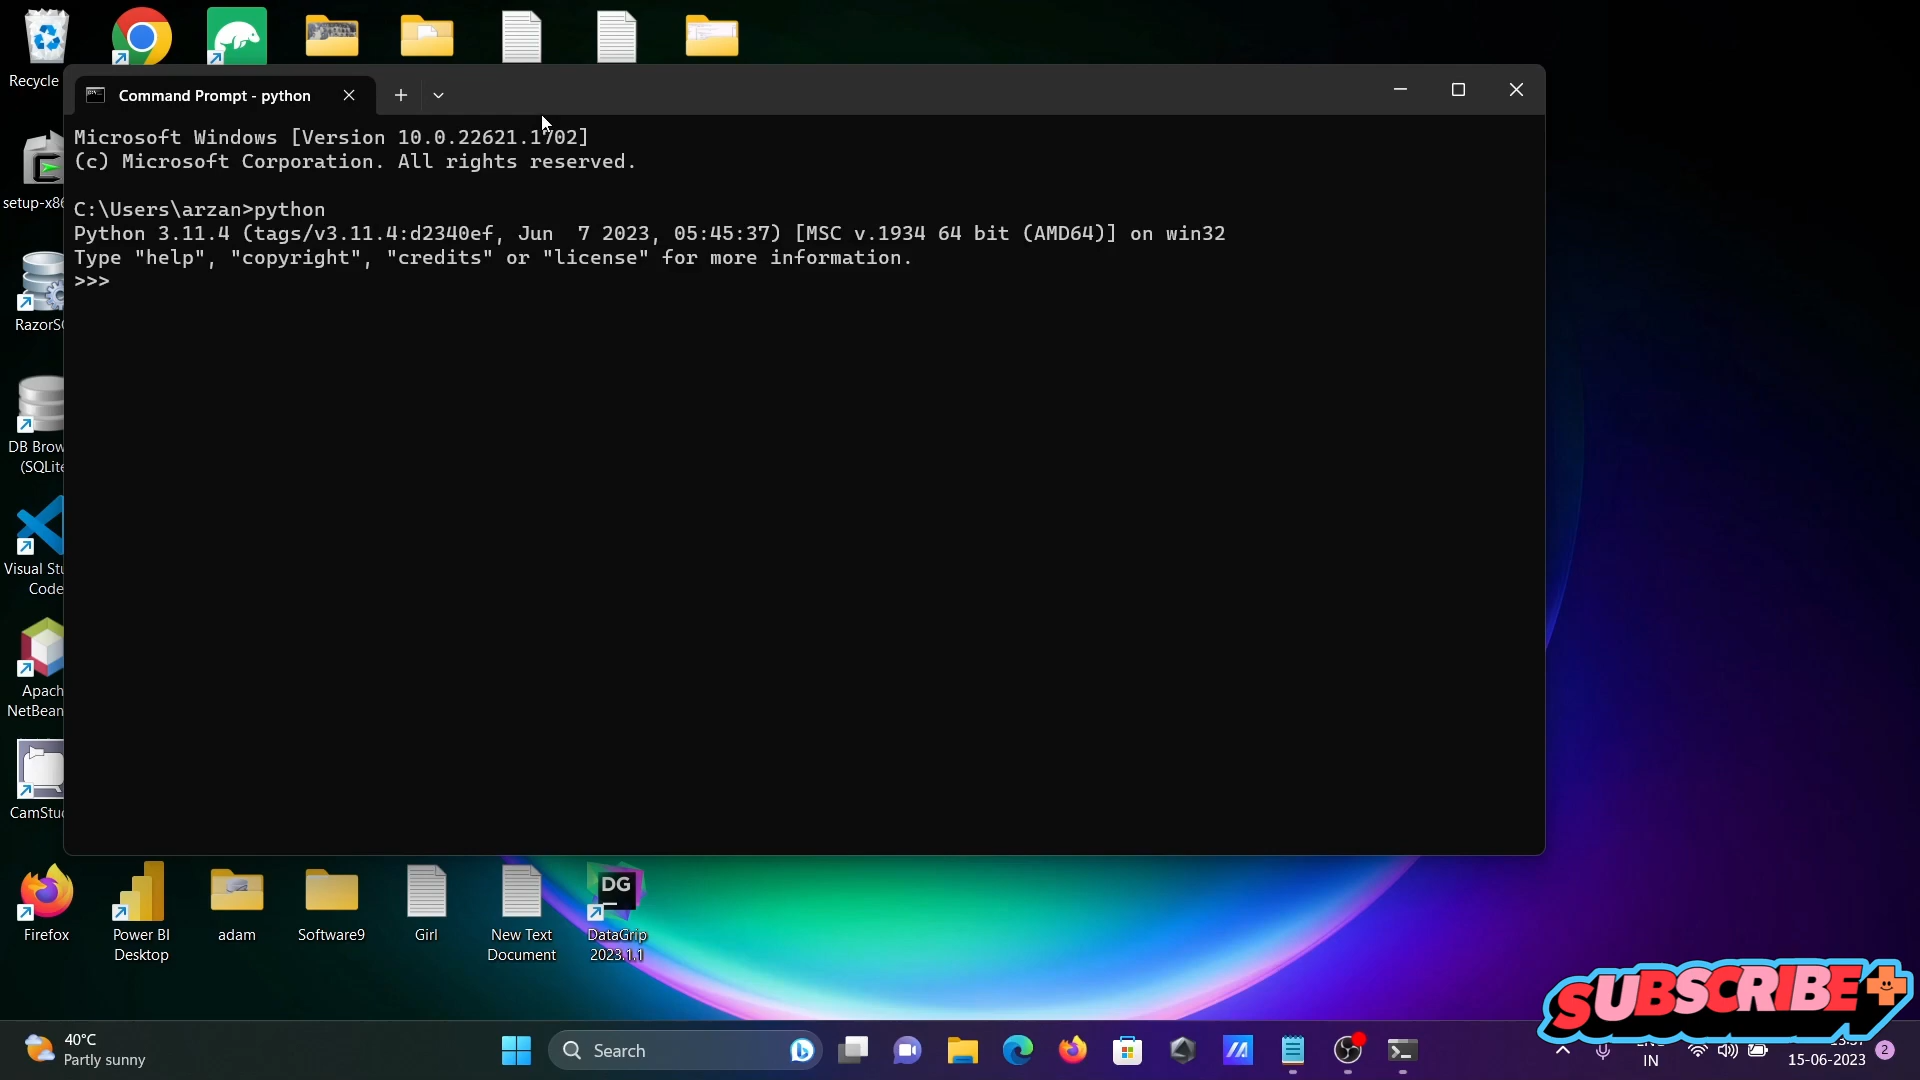 Recycle
Command Prompt - python
Microsoft Windows [Version 10.0.22621.1702]
(c) Microsoft Corporation. All rights reserved.
C:\Users\arzan>python
Python 3.11.4 (tags/v3.11.4:d2340ef, Jun  7 2023, 05:45:37) [MSC v.1934 64 bit (AMD64)] on win32
Type "help", "copyright", "credits" or "license" for more information.
>>>
setup-x86
RazorS
DB Brow
(SQLite
Visual Stu
Code
Apach
NetBean
CamStu
Firefox
Power BI
Desktop
adam
Software9
Girl
New Text
Document
DG
DataGrip
2023.1.1
SUBSCRIBE
40°C
Partly sunny
Search
IN
15-06-2023
2